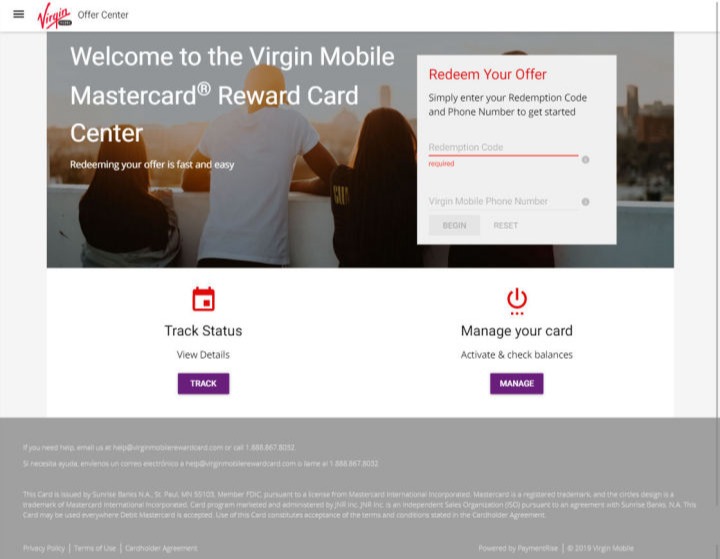 Virgin mobile Offer Center
Welcome to the Virgin Mobile
Mastercard® Reward Card
Center
Redeeming your offer is fast and easy
Redeem Your Offer
Simply enter your Redemption Code
and Phone Number to get started
Redemption Code
required
Virgin Mobile Phone Number
BEGIN RESET
Track Status
View Details
TRACK
Manage your card
Activate & check balances
MANAGE
If you need help, email us at help@virginmobilerewardcard.com or call 1.888.867.8032
Si necesita ayuda, envíenos un correo electrónico a help@virginmobilerewardcard.com o llame al 1.888.867.8032
This Card is issued by Sunrise Banks N.A., St. Paul, MN 55103, Member FDIC, pursuant to a license from Mastercard International Incorporated. Mastercard is a registered trademark, and the circles design is a
trademark of Mastercard International Incorporated. Card program marketed and administered by JNR Inc. JNR Inc. is an Independent Sales Organization (ISO) pursuant to an agreement with Sunrise Banks, N.A. This
Card may be used everywhere Debit Mastercard is accepted. Use of this Card constitutes acceptance of the terms and conditions stated in the Cardholder Agreement.
Privacy Policy | Terms of Use | Cardholder Agreement
Powered by PaymentRise | © 2019 Virgin Mobile